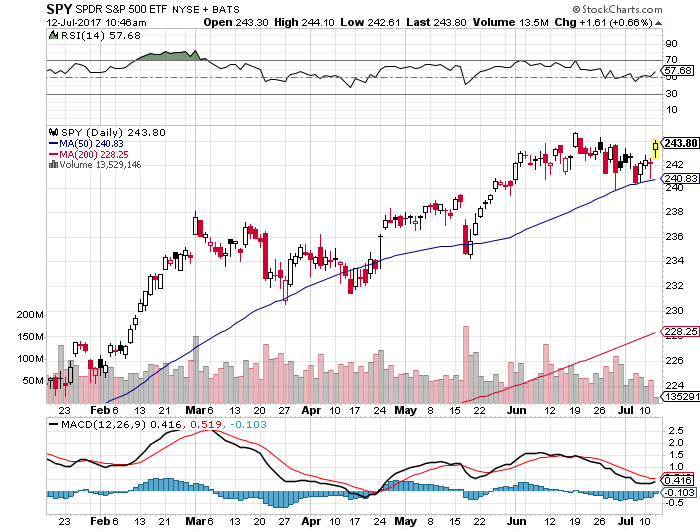 SPY SPDR S&P 500 ETF NYSE + BATS © StockCharts.com
12-Jul-2017 10:46am Open 243.30 High 244.10 Low 242.61 Last 243.80 Volume 13.5M Chg +1.61 (+0.66%)
RSI(14) 57.68
90
70
57.68
50
30
10
SPY (Daily) 243.80
MA(50) 240.83
MA(200) 228.25
Volume 13,529,146
243.80
242
240.83
240
238
236
234
232
230
228.25
226
224
13529146
200M
150M
100M
50M
23 Feb 6 13 21 27 Mar 6 13 20 27 Apr 10 17 24 May 8 15 22 Jun 12 19 26 Jul 10
MACD(12,26,9) 0.416, 0.519, -0.103
2.5
2.0
1.5
1.0
0.416
-0.103
-0.5
23 Feb 6 13 21 27 Mar 6 13 20 27 Apr 10 17 24 May 8 15 22 Jun 12 19 26 Jul 10